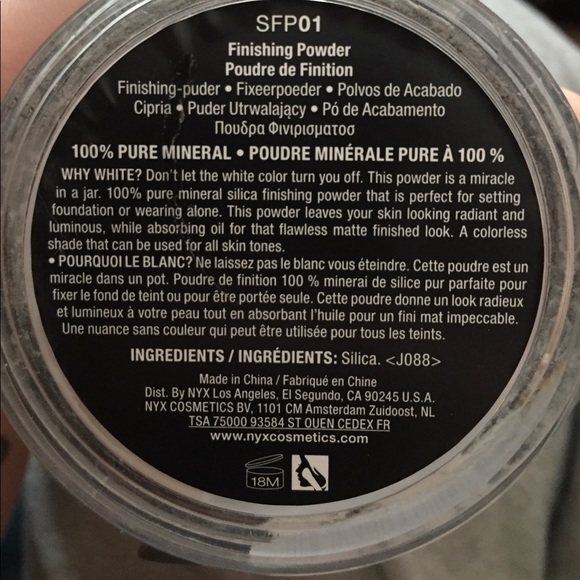 SFP01
Finishing Powder
Poudre de Finition
Finishing-puder • Fixeerpoeder • Polvos de Acabado
Cipria • Puder Utrwalający • Pó de Acabamento
Πουδρα Φινιρισματοσ
100% PURE MINERAL • POUDRE MINÉRALE PURE À 100 %
WHY WHITE? Don't let the white color turn you off. This powder is a miracle
in a jar. 100% pure mineral silica finishing powder that is perfect for setting
foundation or wearing alone. This powder leaves your skin looking radiant and
luminous, while absorbing oil for that flawless matte finished look. A colorless
shade that can be used for all skin tones.
• POURQUOI LE BLANC? Ne laissez pas le blanc vous éteindre. Cette poudre est un
miracle dans un pot. Poudre de finition 100 % minerai de silice pur parfaite pour
fixer le fond de teint ou pour être portée seule. Cette poudre donne un look radieux
et lumineux à votre peau tout en absorbant l'huile pour un fini mat impeccable.
Une nuance sans couleur qui peut être utilisée pour tous les teints.
INGREDIENTS / INGRÉDIENTS: Silica. <J088>
Made in China / Fabriqué en Chine
Dist. By NYX Los Angeles, El Segundo, CA 90245 U.S.A.
NYX COSMETICS BV, 1101 CM Amsterdam Zuidoost, NL
TSA 75000 93584 ST OUEN CEDEX FR
www.nyxcosmetics.com
18M